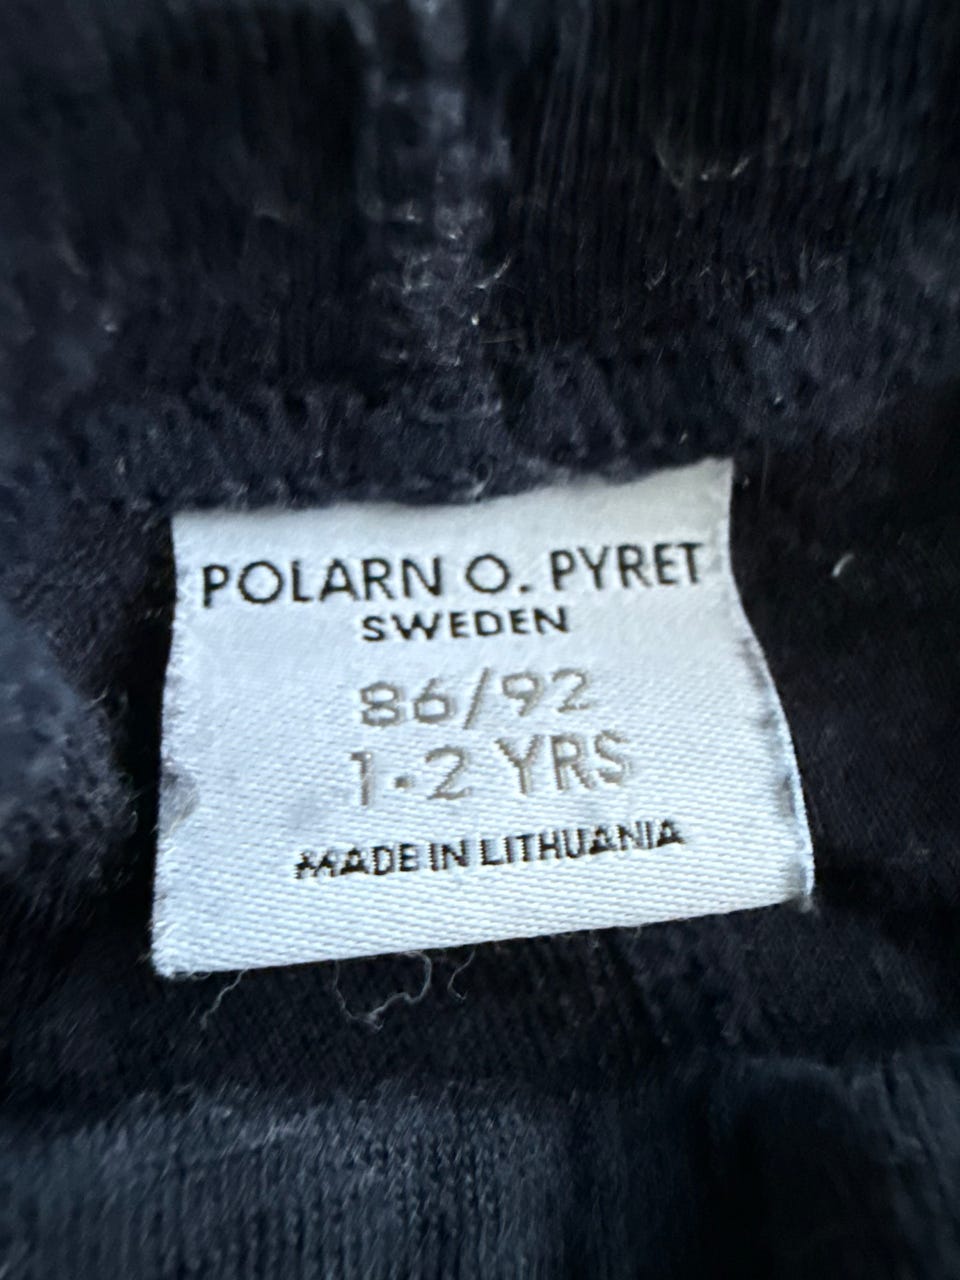 POLARN O. PYRET
SWEDEN
86/92
1-2 YRS
MADE IN LITHUANIA